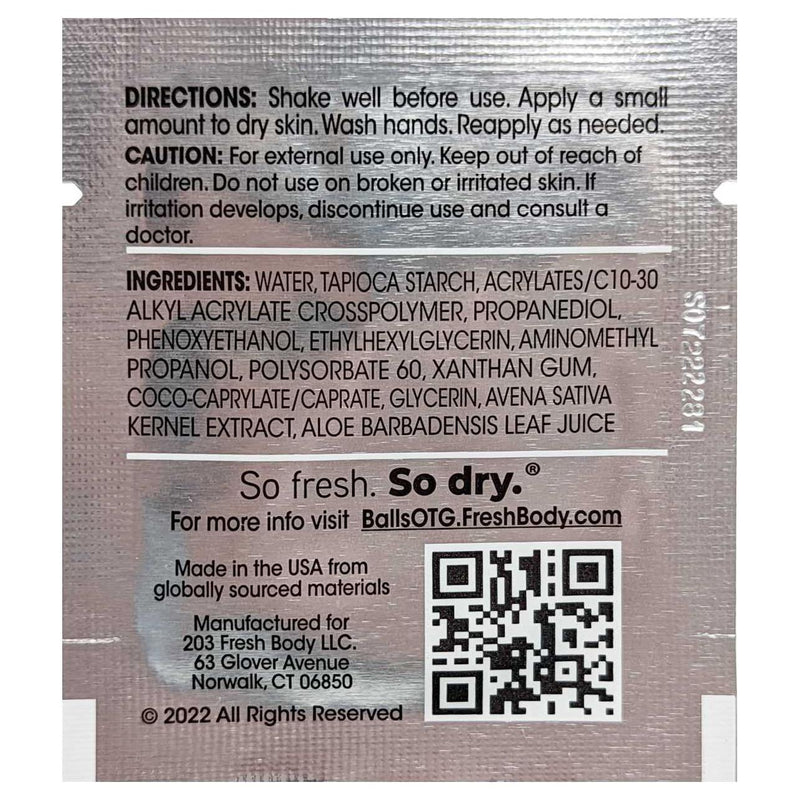 DIRECTIONS: Shake well before use. Apply a small
amount to dry skin. Wash hands. Reapply as needed.
CAUTION: For external use only. Keep out of reach of
children. Do not use on broken or irritated skin. If
irritation develops, discontinue use and consult a
doctor.
INGREDIENTS: WATER, TAPIOCA STARCH, ACRYLATES/C10-30
ALKYL ACRYLATE CROSSPOLYMER, PROPANEDIOL,
PHENOXYETHANOL, ETHYLHEXYLGLYCERIN, AMINOMETHYL
PROPANOL, POLYSORBATE 60, XANTHAN GUM,
COCO-CAPRYLATE/CAPRATE, GLYCERIN, AVENA SATIVA
KERNEL EXTRACT, ALOE BARBADENSIS LEAF JUICE
So fresh. So dry.®
For more info visit BallsOTG.FreshBody.com
Made in the USA from
globally sourced materials
Manufactured for
203 Fresh Body LLC.
63 Glover Avenue
Norwalk, CT 06850
© 2022 All Rights Reserved